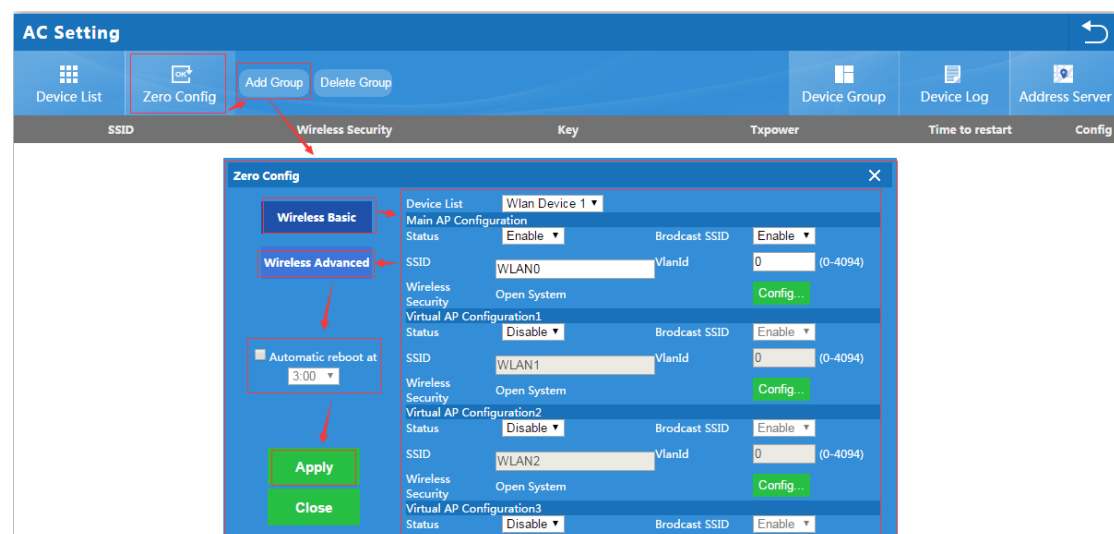 AC Setting
Device List
Zero Config
Add Group
Delete Group
Device Group
Device Log
Address Server
SSID Wireless Security Key Txpower Time to restart Config
Zero Config
Wireless Basic
Wireless Advanced
Automatic reboot at
3:00
Apply
Close
Device List Wlan Device 1
Main AP Configuration
Status Enable Brodcast SSID Enable
SSID WLAN0 VlanId 0 (0-4094)
Wireless Security Open System Config...
Virtual AP Configuration1
Status Disable Brodcast SSID Enable
SSID WLAN1 VlanId 0 (0-4094)
Wireless Security Open System Config...
Virtual AP Configuration2
Status Disable Brodcast SSID Enable
SSID WLAN2 VlanId 0 (0-4094)
Wireless Security Open System Config...
Virtual AP Configuration3
Status Disable Brodcast SSID Enable